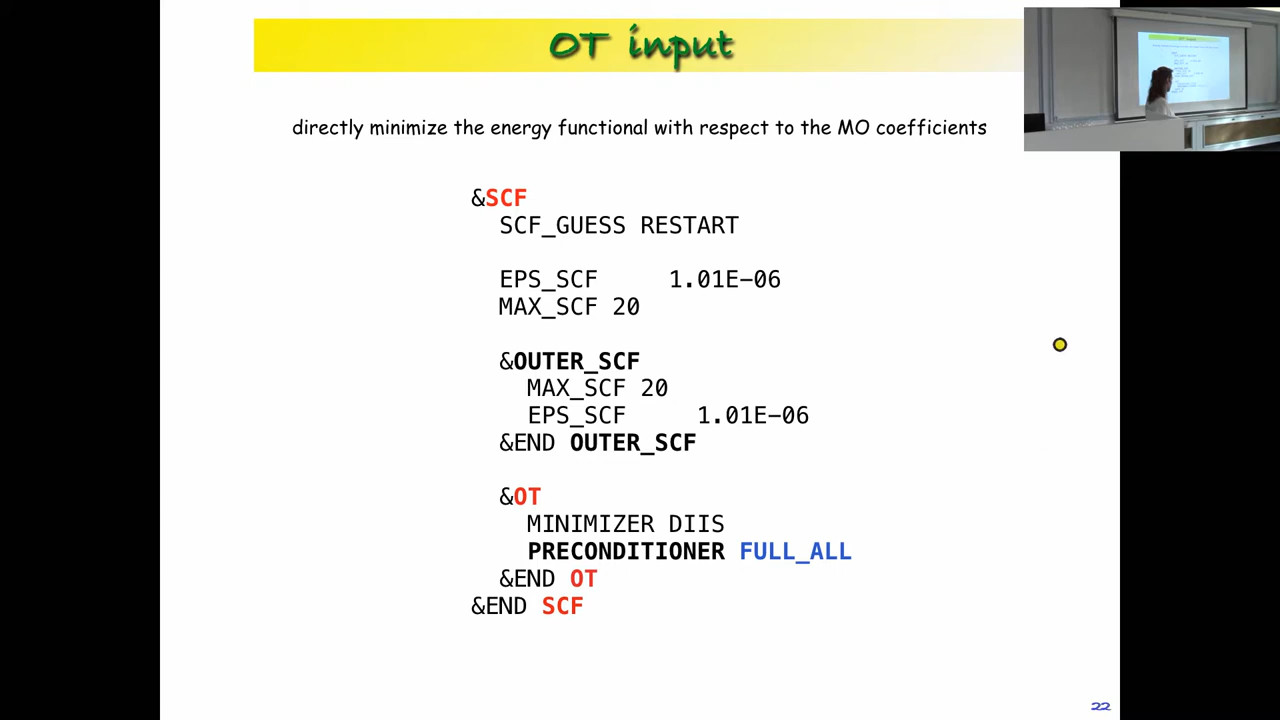 OT input
directly minimize the energy functional with respect to the MO coefficients
&SCF
SCF_GUESS RESTART
EPS_SCF 1.01E-06
MAX_SCF 20
&OUTER_SCF
MAX_SCF 20
EPS_SCF 1.01E-06
&END OUTER_SCF
&OT
MINIMIZER DIIS
PRECONDITIONER FULL_ALL
&END OT
&END SCF
22